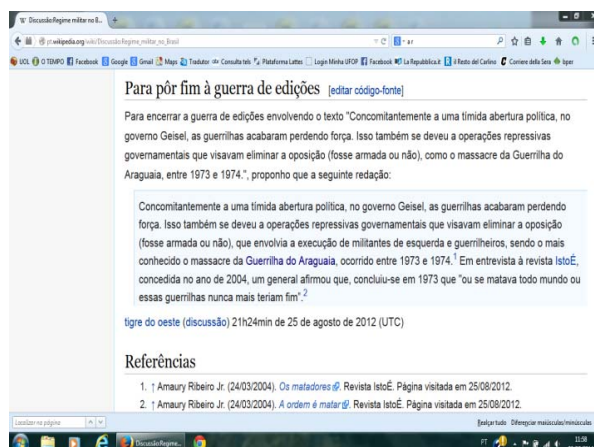 Discussão:Regime militar no B...
pt.wikipedia.org/wiki/Discussão:Regime_militar_no_Brasil
ar
UOL O TEMPO Facebook Google Gmail Maps Tradutor Consulta tels Plataforma Lattes Login Minha UFOP Facebook LaRepubblica.it il Resto del Carlino Corriere della Sera bper
Para pôr fim à guerra de edições [editar código-fonte]
Para encerrar a guerra de edições envolvendo o texto "Concomitantemente a uma tímida abertura política, no
governo Geisel, as guerrilhas acabaram perdendo força. Isso também se deveu a operações repressivas
governamentais que visavam eliminar a oposição (fosse armada ou não), como o massacre da Guerrilha do
Araguaia, entre 1973 e 1974.", proponho que a seguinte redação:
Concomitantemente a uma tímida abertura política, no governo Geisel, as guerrilhas acabaram perdendo
força. Isso também se deveu a operações repressivas governamentais que visavam eliminar a oposição
(fosse armada ou não), que envolvia a execução de militantes de esquerda e guerrilheiros, sendo o mais
conhecido o massacre da Guerrilha do Araguaia, ocorrido entre 1973 e 1974.1 Em entrevista à revista IstoÉ,
concedida no ano de 2004, um general afirmou que, concluiu-se em 1973 que "ou se matava todo mundo ou
essas guerrilhas nunca mais teriam fim".2
tigre do oeste (discussão) 21h24min de 25 de agosto de 2012 (UTC)
Referências
1. ↑ Amaury Ribeiro Jr. (24/03/2004). Os matadores. Revista IstoÉ. Página visitada em 25/08/2012.
2. ↑ Amaury Ribeiro Jr. (24/03/2004). A ordem é matar. Revista IstoÉ. Página visitada em 25/08/2012.
Localizar na página Realçar tudo Diferenciar maiúsculas/minúsculas
Discussão:Regime... PT 11:58